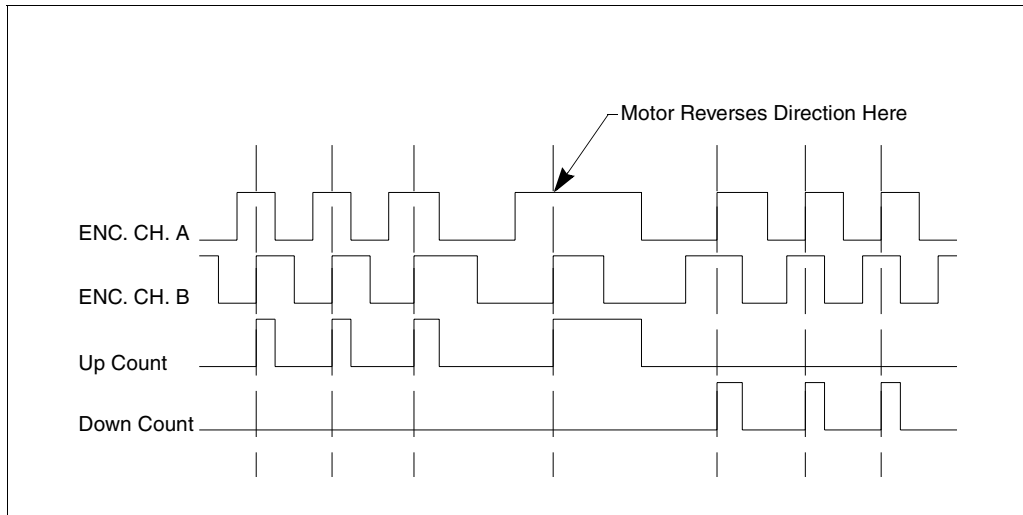 Motor Reverses Direction Here
ENC. CH. A
ENC. CH. B
Up Count
Down Count